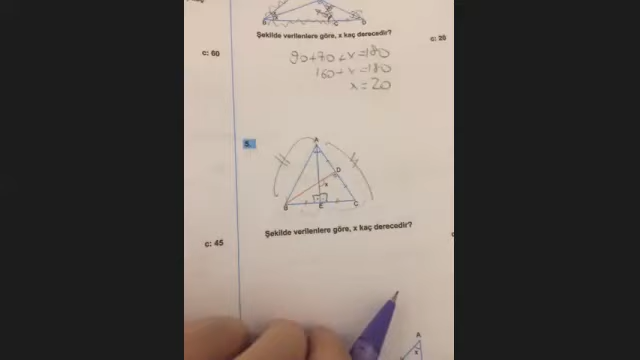 Şekilde verilenlere göre, x kaç derecedir?
c: 25
c: 60
90+70+x=180
160+x=180
x=20
5.
A
D
x
B
E
C
Şekilde verilenlere göre, x kaç derecedir?
c: 45
A
x